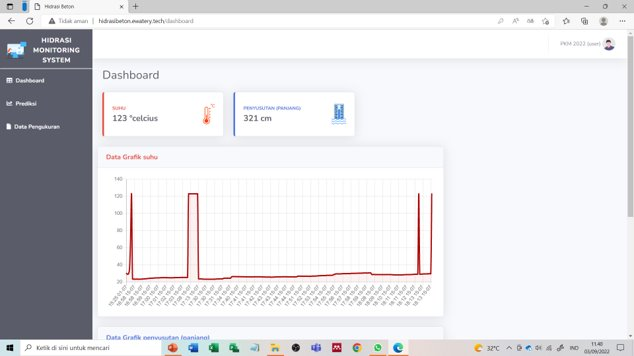 Hidrasi Beton
Tidak aman | hidrasibeton.ewatery.tech/dashboard
HIDRASI
MONITORING
SYSTEM
PKM 2022 (user)
Dashboard
Prediksi
Data Pengukuran
Dashboard
SUHU
123 °celcius
°C
PENYUSUTAN (PANJANG)
321 cm
Data Grafik suhu
140
120
100
80
60
40
20
Data Grafik penyusutan (panjang)
Ketik di sini untuk mencari
32°C
IND
11.40
03/09/2022